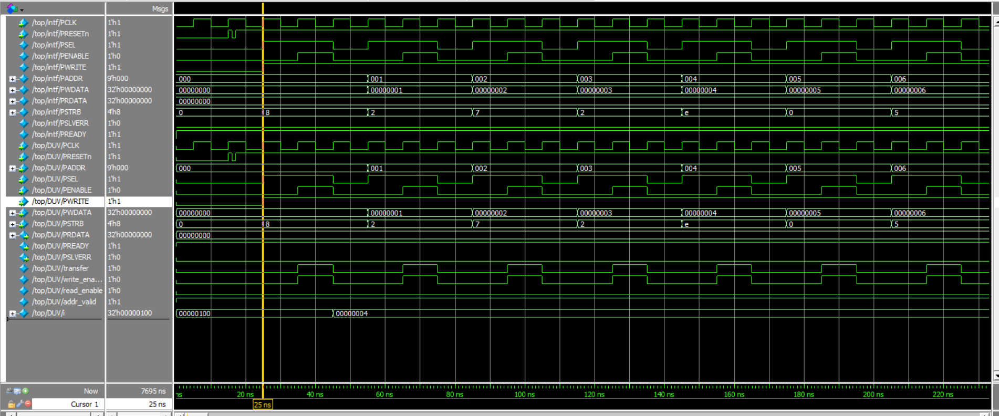 Msgs
/top/intf/PCLK 1'h1
/top/intf/PRESETn 1'h1
/top/intf/PSEL 1'h1
/top/intf/PENABLE 1'h0
/top/intf/PWRITE 1'h1
/top/intf/PADDR 9'h000 000 001 002 003 004 005 006
/top/intf/PWDATA 32'h00000000 00000000 00000001 00000002 00000003 00000004 00000005 00000006
/top/intf/PRDATA 32'h00000000 00000000
/top/intf/PSTRB 4'h8 0 8 2 7 2 e 0 5
/top/intf/PSLVERR 1'h0
/top/intf/PREADY 1'h1
/top/DUV/PCLK 1'h1
/top/DUV/PRESETn 1'h1
/top/DUV/PADDR 9'h000 000 001 002 003 004 005 006
/top/DUV/PSEL 1'h1
/top/DUV/PENABLE 1'h0
/top/DUV/PWRITE 1'h1
/top/DUV/PWDATA 32'h00000000 00000000 00000001 00000002 00000003 00000004 00000005 00000006
/top/DUV/PSTRB 4'h8 0 8 2 7 2 e 0 5
/top/DUV/PRDATA 32'h00000000 00000000
/top/DUV/PREADY 1'h1
/top/DUV/PSLVERR 1'h0
/top/DUV/transfer 1'h0
/top/DUV/write_ena... 1'h0
/top/DUV/read_enable 1'h0
/top/DUV/addr_valid 1'h1
/top/DUV/i 32'h00000100 00000100 00000004
Now 7695 ns ns 20 ns 40 ns 60 ns 80 ns 100 ns 120 ns 140 ns 160 ns 180 ns 200 ns 220 ns
Cursor 1 25 ns 25 ns